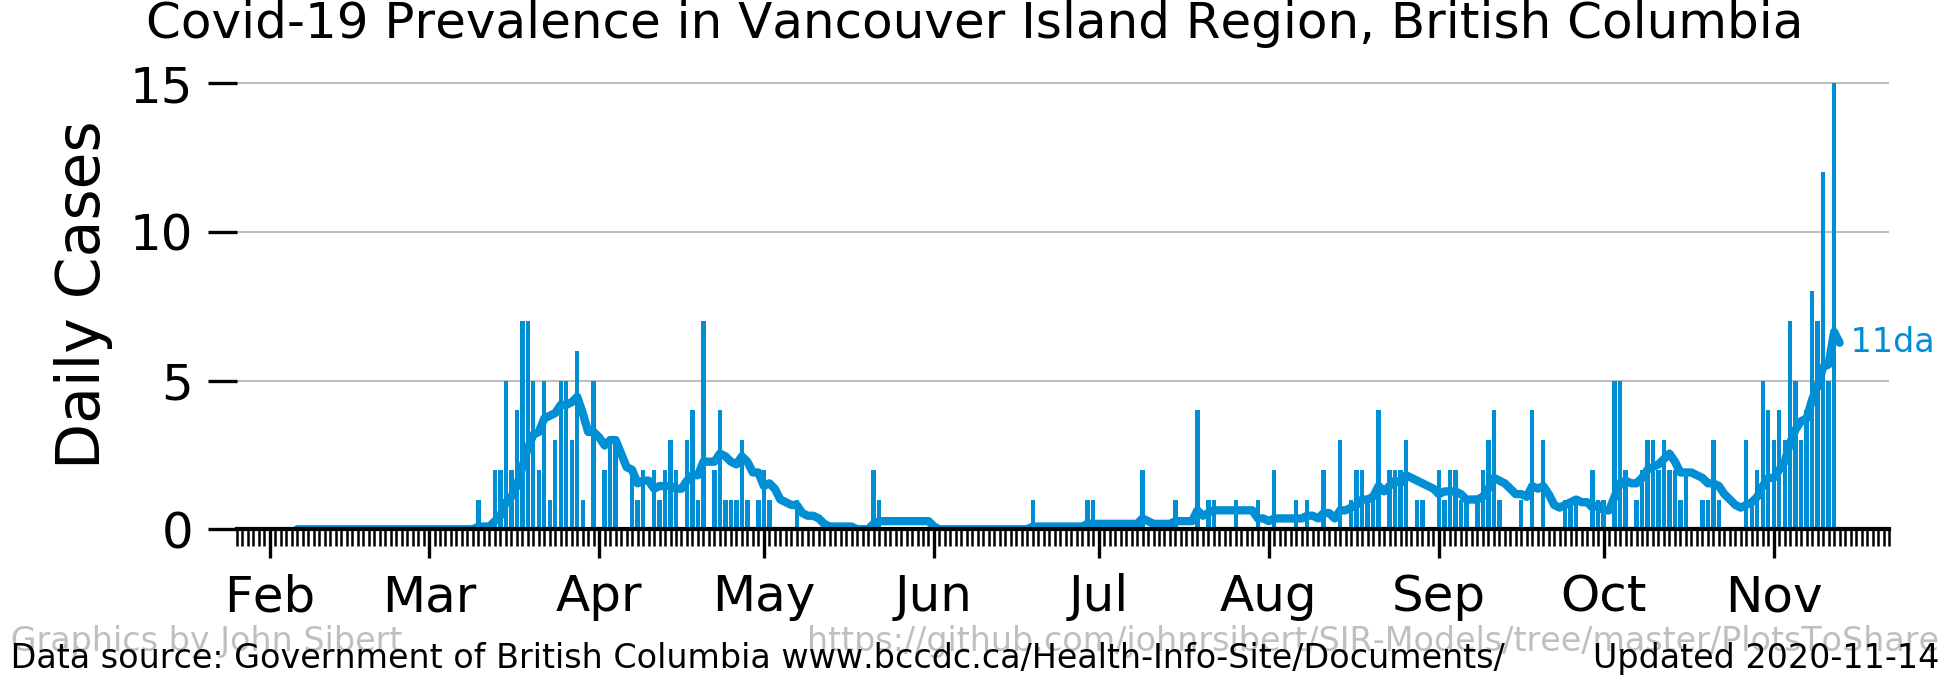 Covid-19 Prevalence in Vancouver Island Region, British Columbia
Daily Cases
15
10
5
0
11da
Feb Mar Apr May Jun Jul Aug Sep Oct Nov
Graphics by John Sibert https://github.com/johnrsibert/SIR-Models/tree/master/PlotsToShare
Data source: Government of British Columbia www.bccdc.ca/Health-Info-Site/Documents/ Updated 2020-11-14